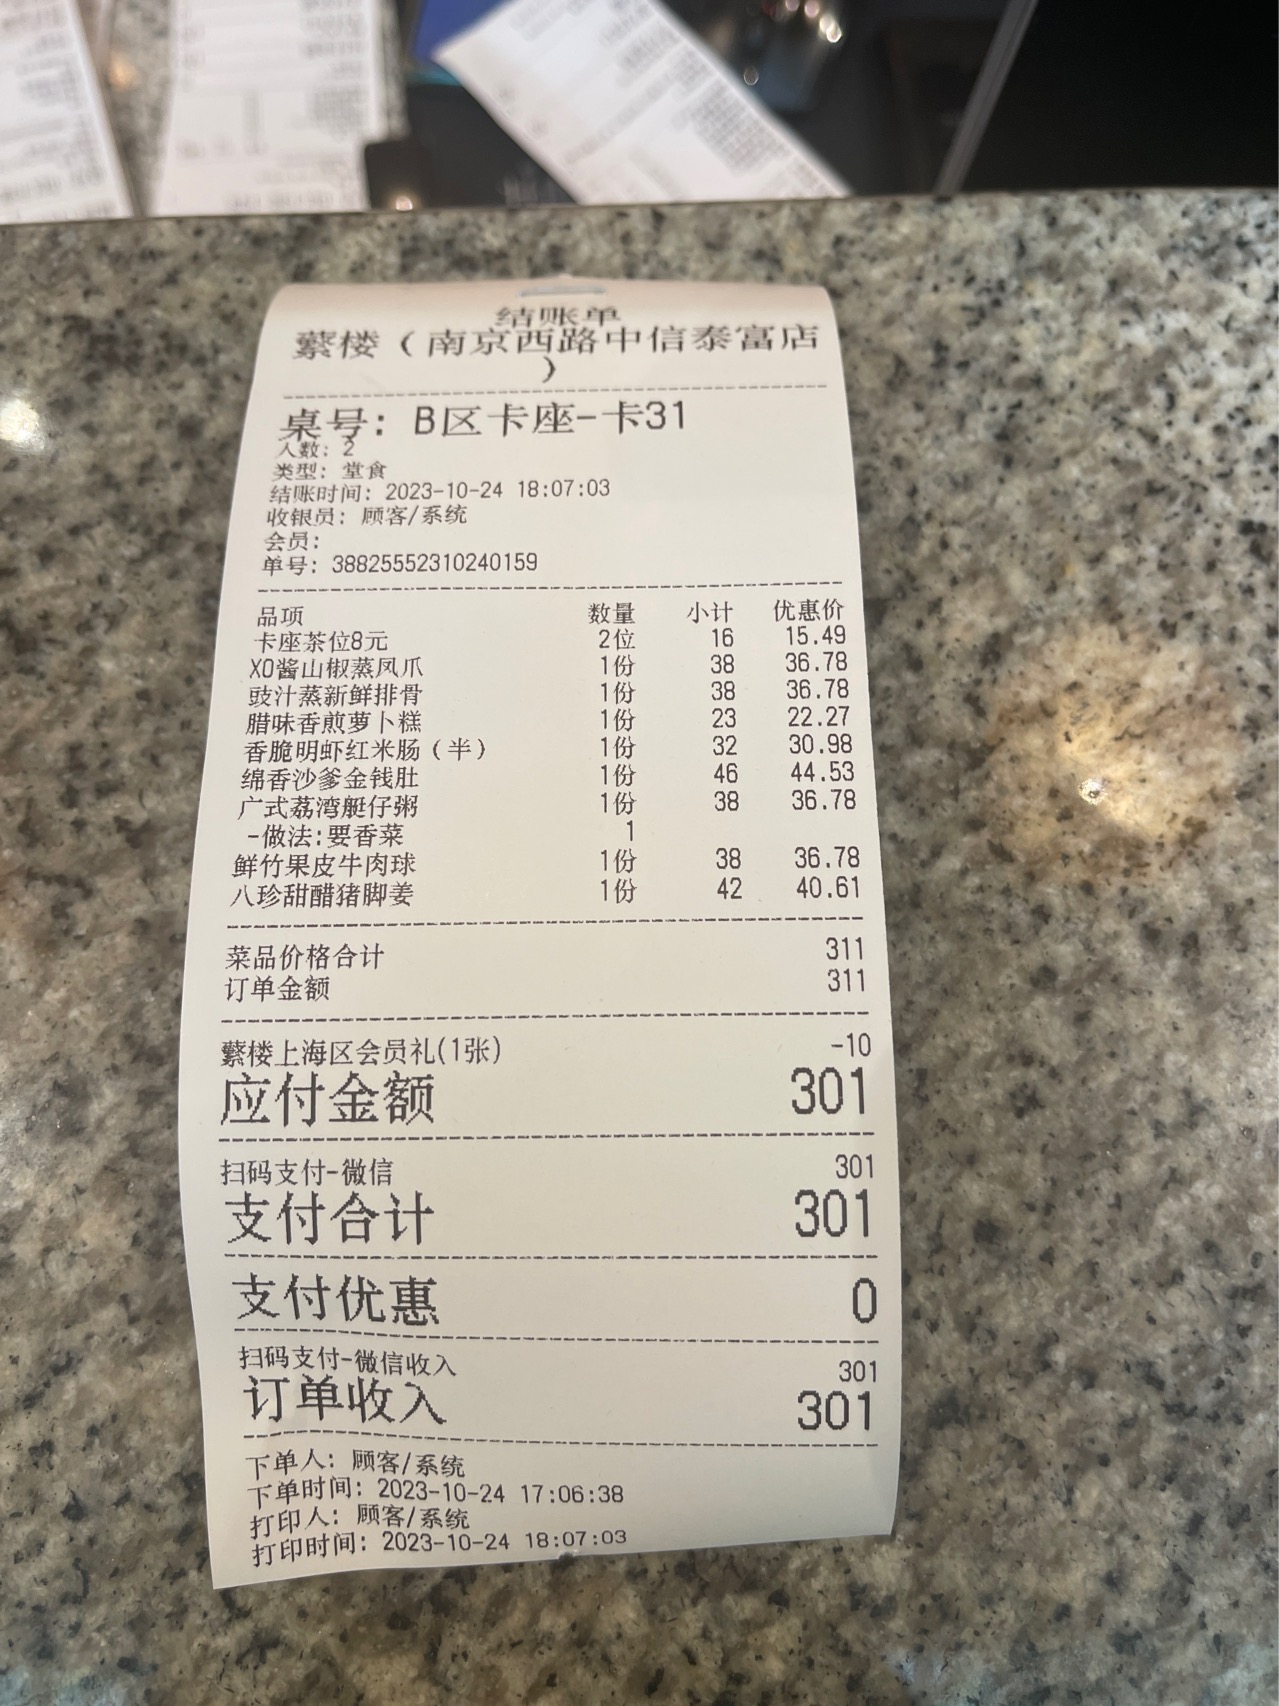 结账单
蘩楼（南京西路中信泰富店
）
桌号：B区卡座-卡31
人数：2
类型：堂食
结账时间：2023-10-24 18:07:03
收银员：顾客/系统
会员：
单号：388255552310240159
品项 数量 小计 优惠价
卡座茶位8元 2位 16 15.49
XO酱山椒蒸凤爪 1份 38 36.78
豉汁蒸新鲜排骨 1份 38 36.78
腊味香煎萝卜糕 1份 23 22.27
香脆明虾红米肠（半） 1份 32 30.98
绵香沙爹金钱肚 1份 46 44.53
广式荔湾艇仔粥 1份 38 36.78
-做法:要香菜 1
鲜竹果皮牛肉球 1份 38 36.78
八珍甜醋猪脚姜 1份 42 40.61
菜品价格合计 311
订单金额 311
蘩楼上海区会员礼(1张) -10
应付金额 301
扫码支付-微信 301
支付合计 301
支付优惠 0
扫码支付-微信收入 301
订单收入 301
下单人：顾客/系统
下单时间：2023-10-24 17:06:38
打印人：顾客/系统
打印时间：2023-10-24 18:07:03